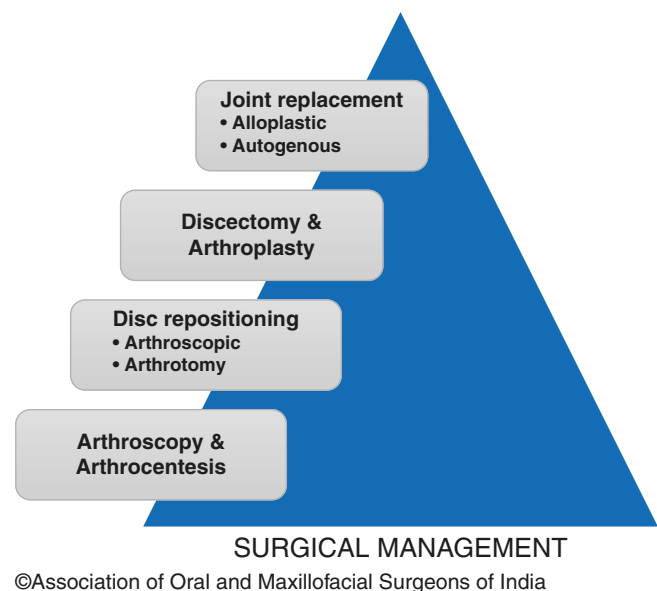 Joint replacement
• Alloplastic
• Autogenous
Discectomy &
Arthroplasty
Disc repositioning
• Arthroscopic
• Arthrotomy
Arthroscopy &
Arthrocentesis
SURGICAL MANAGEMENT
©Association of Oral and Maxillofacial Surgeons of India